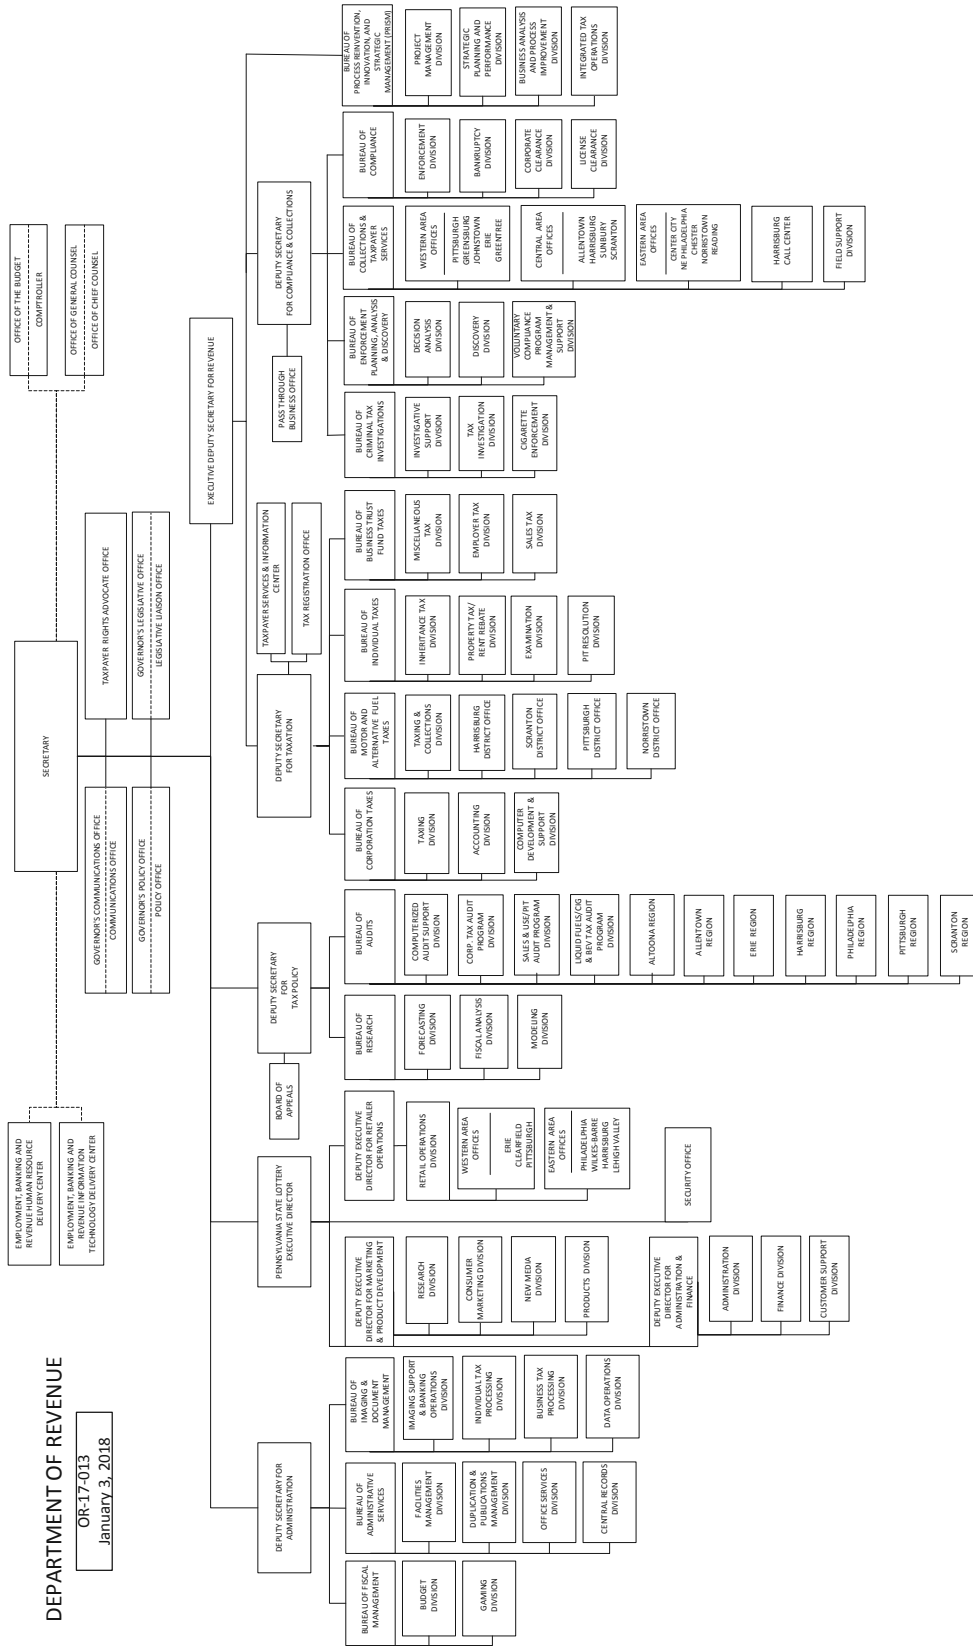 DEPARTMENT OF REVENUE
OR-17-013
January 3, 2018
EMPLOYMENT, BANKING AND
REVENUE HUMAN RESOURCE
DELIVERY CENTER
EMPLOYMENT, BANKING AND
REVENUE INFORMATION
TECHNOLOGY DELIVERY CENTER
SECRETARY
OFFICE OF THE BUDGET
COMPTROLLER
OFFICE OF GENERAL COUNSEL
OFFICE OF CHIEF COUNSEL
GOVERNOR'S COMMUNICATIONS OFFICE
COMMUNICATIONS OFFICE
TAXPAYER RIGHTS ADVOCATE OFFICE
GOVERNOR'S POLICY OFFICE
POLICY OFFICE
GOVERNOR'S LEGISLATIVE OFFICE
LEGISLATIVE LIAISON OFFICE
EXECUTIVE DEPUTY SECRETARY FOR REVENUE
DEPUTY SECRETARY FOR
ADMINISTRATION
PENNSYLVANIA STATE LOTTERY
EXECUTIVE DIRECTOR
BOARD OF
APPEALS
DEPUTY SECRETARY
FOR
TAX POLICY
DEPUTY SECRETARY
FOR TAXATION
TAXPAYER SERVICES & INFORMATION
CENTER
TAX REGISTRATION OFFICE
PASS THROUGH
BUSINESS OFFICE
DEPUTY SECRETARY
FOR COMPLIANCE & COLLECTIONS
BUREAU OF FISCAL
MANAGEMENT
BUDGET
DIVISION
GAMING
DIVISION
BUREAU OF
ADMINISTRATIVE
SERVICES
FACILITIES
MANAGEMENT
DIVISION
DUPLICATION &
PUBLICATIONS
MANAGEMENT
DIVISION
OFFICE SERVICES
DIVISION
CENTRAL RECORDS
DIVISION
BUREAU OF
IMAGING &
DOCUMENT
MANAGEMENT
IMAGING SUPPORT
& BANKING
OPERATIONS
DIVISION
INDIVIDUAL TAX
PROCESSING
DIVISION
BUSINESS TAX
PROCESSING
DIVISION
DATA OPERATIONS
DIVISION
DEPUTY EXECUTIVE
DIRECTOR FOR MARKETING
& PRODUCT DEVELOPMENT
RESEARCH
DIVISION
CONSUMER
MARKETING DIVISION
NEW MEDIA
DIVISION
PRODUCTS DIVISION
DEPUTY EXECUTIVE
DIRECTOR FOR
ADMINISTRATION &
FINANCE
ADMINISTRATION
DIVISION
FINANCE DIVISION
CUSTOMER SUPPORT
DIVISION
SECURITY OFFICE
DEPUTY EXECUTIVE
DIRECTOR FOR RETAILER
OPERATIONS
RETAIL OPERATIONS
DIVISION
WESTERN AREA
OFFICES
ERIE
CLEARFIELD
PITTSBURGH
EASTERN AREA
OFFICES
PHILADELPHIA
WILKES-BARRE
HARRISBURG
LEHIGH VALLEY
BUREAU OF
RESEARCH
FORECASTING
DIVISION
FISCAL ANALYSIS
DIVISION
MODELING
DIVISION
BUREAU OF
AUDITS
COMPUTERIZED
AUDIT SUPPORT
DIVISION
CORP. TAX AUDIT
PROGRAM
DIVISION
SALES & USE/PIT
AUDIT PROGRAM
DIVISION
LIQUID FUELS/CIG
& BEV TAX AUDIT
PROGRAM
DIVISION
ALTOONA REGION
ALLENTOWN
REGION
ERIE REGION
HARRISBURG
REGION
PHILADELPHIA
REGION
PITTSBURGH
REGION
SCRANTON
REGION
BUREAU OF
CORPORATION TAXES
TAXING
DIVISION
ACCOUNTING
DIVISION
COMPUTER
DEVELOPMENT &
SUPPORT
DIVISION
BUREAU OF
MOTOR AND
ALTERNATIVE FUEL
TAXES
TAXING &
COLLECTIONS
DIVISION
HARRISBURG
DISTRICT OFFICE
SCRANTON
DISTRICT OFFICE
PITTSBURGH
DISTRICT OFFICE
NORRISTOWN
DISTRICT OFFICE
BUREAU OF
INDIVIDUAL TAXES
INHERITANCE TAX
DIVISION
PROPERTY TAX/
RENT REBATE
DIVISION
EXAMINATION
DIVISION
PIT RESOLUTION
DIVISION
BUREAU OF
BUSINESS TRUST
FUND TAXES
MISCELLANEOUS
TAX
DIVISION
EMPLOYER TAX
DIVISION
SALES TAX
DIVISION
BUREAU OF
CRIMINAL TAX
INVESTIGATIONS
INVESTIGATIVE
SUPPORT
DIVISION
TAX
INVESTIGATION
DIVISION
CIGARETTE
ENFORCEMENT
DIVISION
BUREAU OF
ENFORCEMENT
PLANNING, ANALYSIS
& DISCOVERY
DECISION
ANALYSIS
DIVISION
DISCOVERY
DIVISION
VOLUNTARY
COMPLIANCE
PROGRAM
MANAGEMENT &
SUPPORT
DIVISION
BUREAU OF
COLLECTIONS &
TAXPAYER
SERVICES
WESTERN AREA
OFFICES
PITTSBURGH
GREENSBURG
JOHNSTOWN
ERIE
GREENTREE
CENTRAL AREA
OFFICES
ALLENTOWN
HARRISBURG
SUNBURY
SCRANTON
EASTERN AREA
OFFICES
CENTER CITY
NE PHILADELPHIA
CHESTER
NORRISTOWN
READING
HARRISBURG
CALL CENTER
FIELD SUPPORT
DIVISION
BUREAU OF
COMPLIANCE
ENFORCEMENT
DIVISION
BANKRUPTCY
DIVISION
CORPORATE
CLEARANCE
DIVISION
LICENSE
CLEARANCE
DIVISION
BUREAU OF
PROCESS REINVENTION,
INNOVATION, AND
STRATEGIC
MANAGEMENT (PRISM)
PROJECT
MANAGEMENT
DIVISION
STRATEGIC
PLANNING AND
PERFORMANCE
DIVISION
BUSINESS ANALYSIS
AND PROCESS
IMPROVEMENT
DIVISION
INTEGRATED TAX
OPERATIONS
DIVISION